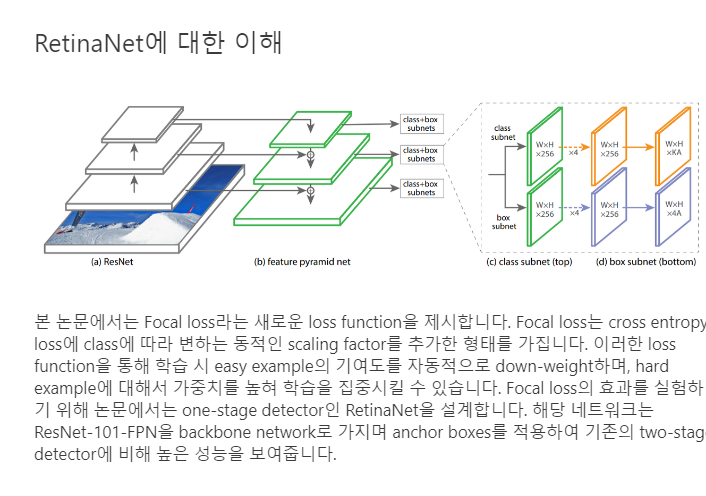 RetinaNet에 대한 이해
class+box
subnets
class+box
subnets
class+box
subnets
class
subnet
W×H
×256
×4
W×H
×256
W×H
×KA
box
subnet
W×H
×256
×4
W×H
×256
W×H
×4A
(a) ResNet
(b) feature pyramid net
(c) class subnet (top)
(d) box subnet (bottom)
본 논문에서는 Focal loss라는 새로운 loss function을 제시합니다. Focal loss는 cross entropy
loss에 class에 따라 변하는 동적인 scaling factor를 추가한 형태를 가집니다. 이러한 loss
function을 통해 학습 시 easy example의 기여도를 자동적으로 down-weight하며, hard
example에 대해서 가중치를 높혀 학습을 집중시킬 수 있습니다. Focal loss의 효과를 실험하
기 위해 논문에서는 one-stage detector인 RetinaNet을 설계합니다. 해당 네트워크는
ResNet-101-FPN을 backbone network로 가지며 anchor boxes를 적용하여 기존의 two-stag
detector에 비해 높은 성능을 보여줍니다.